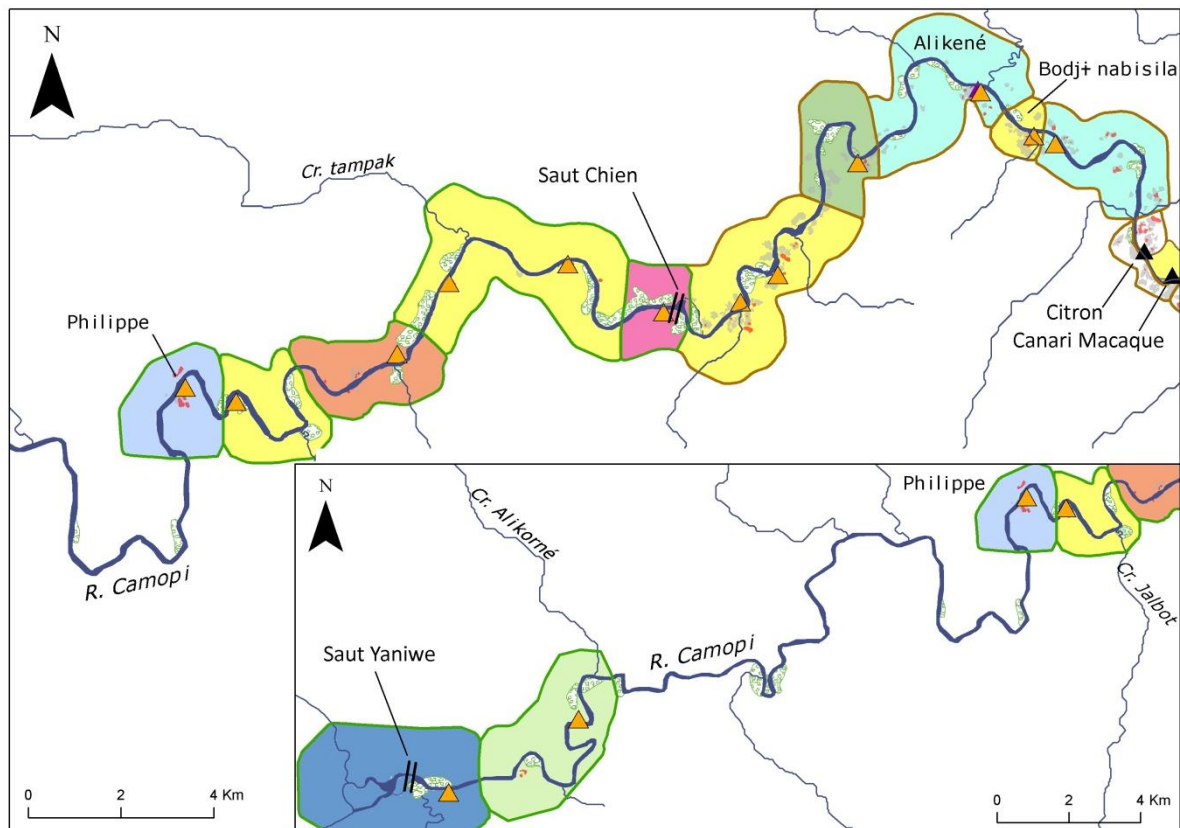 N
Alikené
Bodjɨ nabisila
Cr. tampak
Saut Chien
Philippe
Citron
Canari Macaque
R. Camopi
0 2 4 Km
N
Cr. Alikorné
Philippe
Cr. Jalbot
R. Camopi
Saut Yaniwe
0 2 4 Km